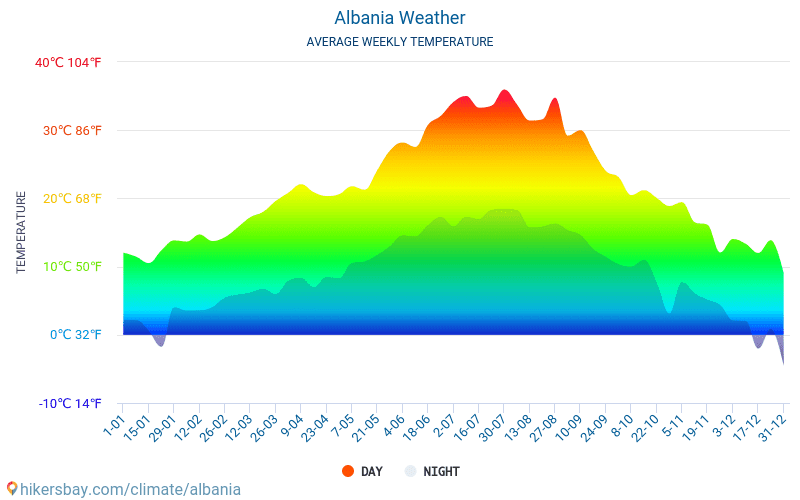 Albania Weather
AVERAGE WEEKLY TEMPERATURE
40°C 104°F
30°C 86°F
20°C 68°F
10°C 50°F
0°C 32°F
-10°C 14°F
TEMPERATURE
1-01 15-01 29-01 12-02 26-02 12-03 26-03 9-04 23-04 7-05 21-05 4-06 18-06 2-07 16-07 30-07 13-08 27-08 10-09 24-09 8-10 22-10 5-11 19-11 3-12 17-12 31-12
DAY NIGHT
hikersbay.com/climate/albania